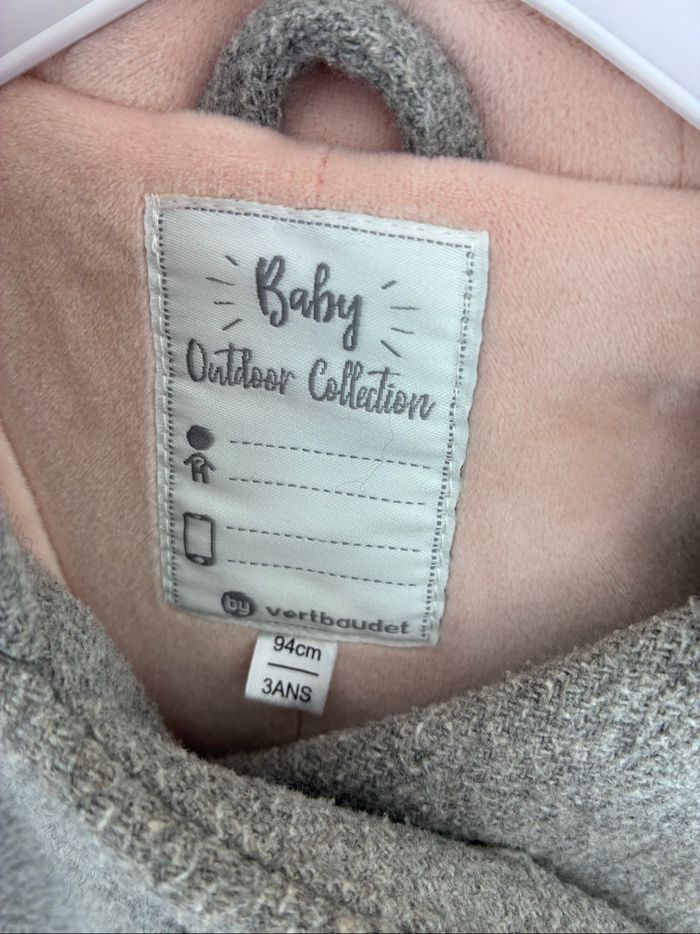 Baby
Outdoor Collection
by vertbaudet
94cm
3ANS